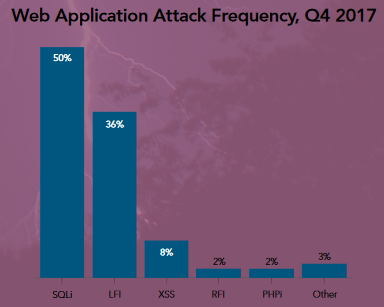 Web Application Attack Frequency, Q4 2017
50%
36%
8%
2%
2%
3%
SQLi
LFI
XSS
RFI
PHPi
Other